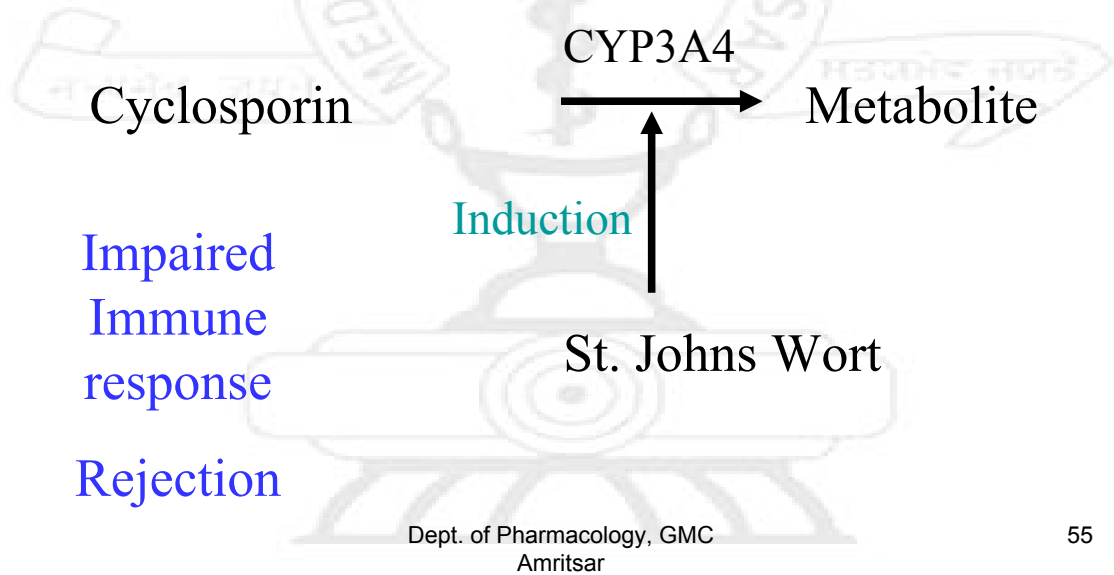 CYP3A4
Cyclosporin
Metabolite
Induction
Impaired
Immune
response
St. Johns Wort
Rejection
Dept. of Pharmacology, GMC
Amritsar
55